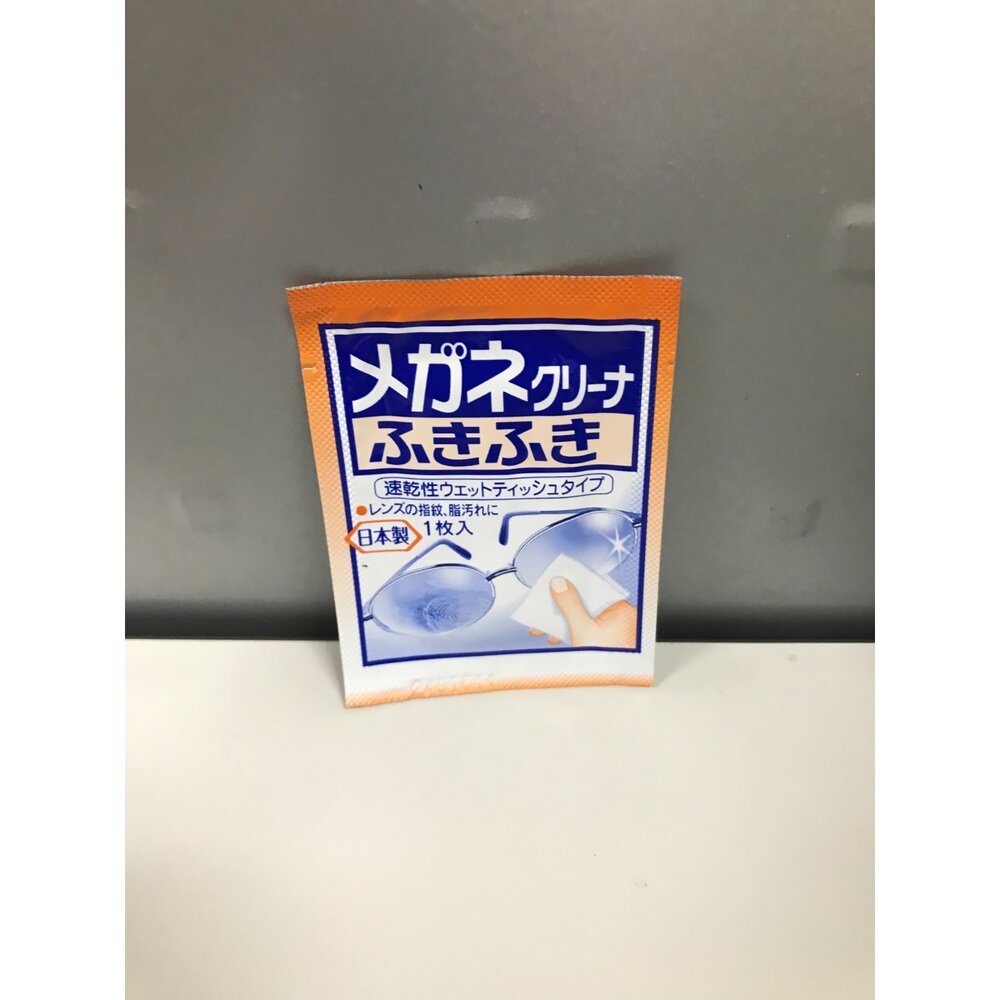 メガネクリーナ
ふきふき
速乾性ウエットティッシュタイプ
●レンズの指紋、脂汚れに
日本製 1枚入